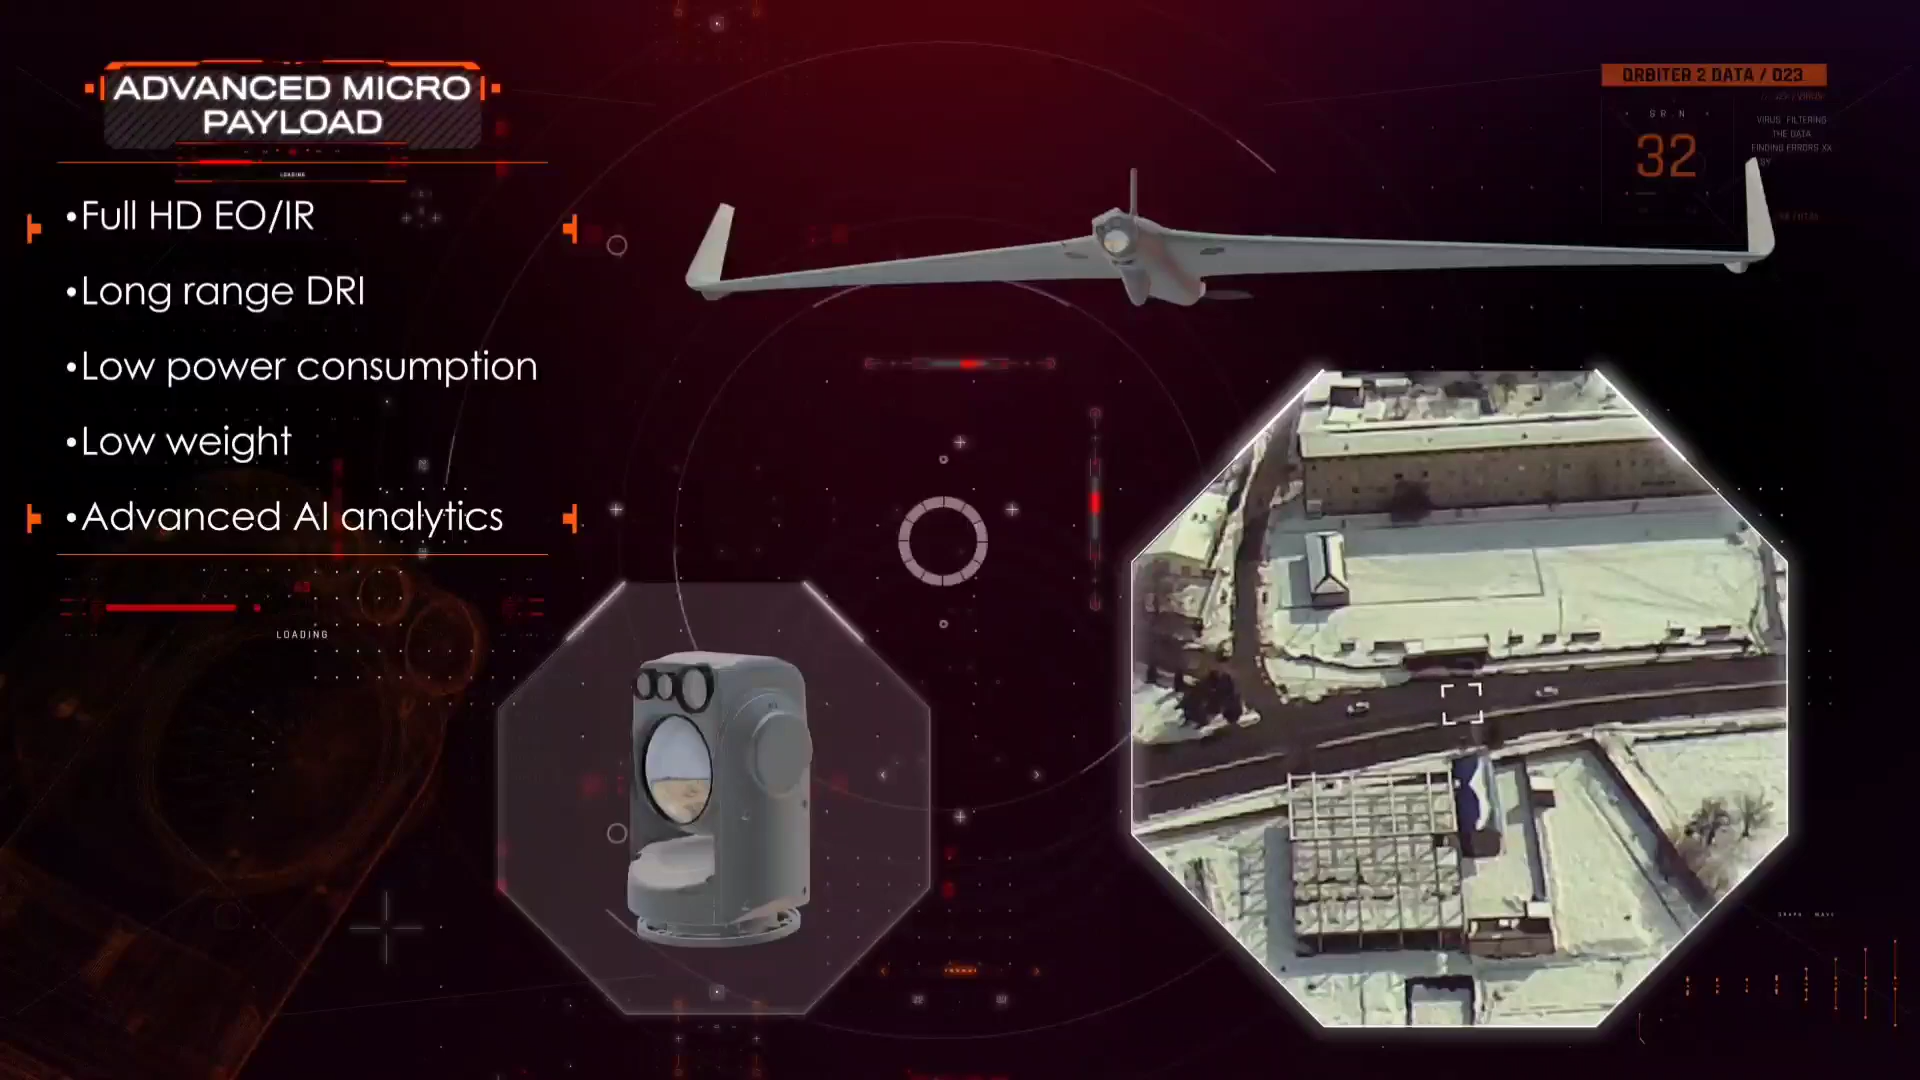 ADVANCED MICRO
PAYLOAD
LOADING
•Full HD EO/IR
•Long range DRI
•Low power consumption
•Low weight
•Advanced AI analytics
LOADING
ORBITER 2 DATA / 023
32
VIRUS FILTERING
THE DATA
FINDING ERRORS XX